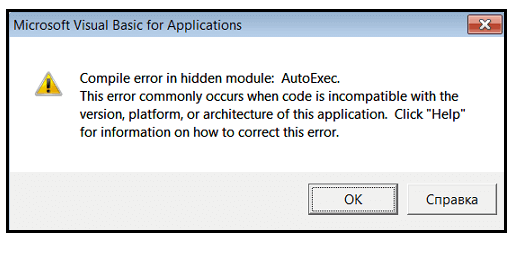 Microsoft Visual Basic for Applications
Compile error in hidden module:  AutoExec.
This error commonly occurs when code is incompatible with the
version, platform, or architecture of this application.  Click "Help"
for information on how to correct this error.
OK
Справка